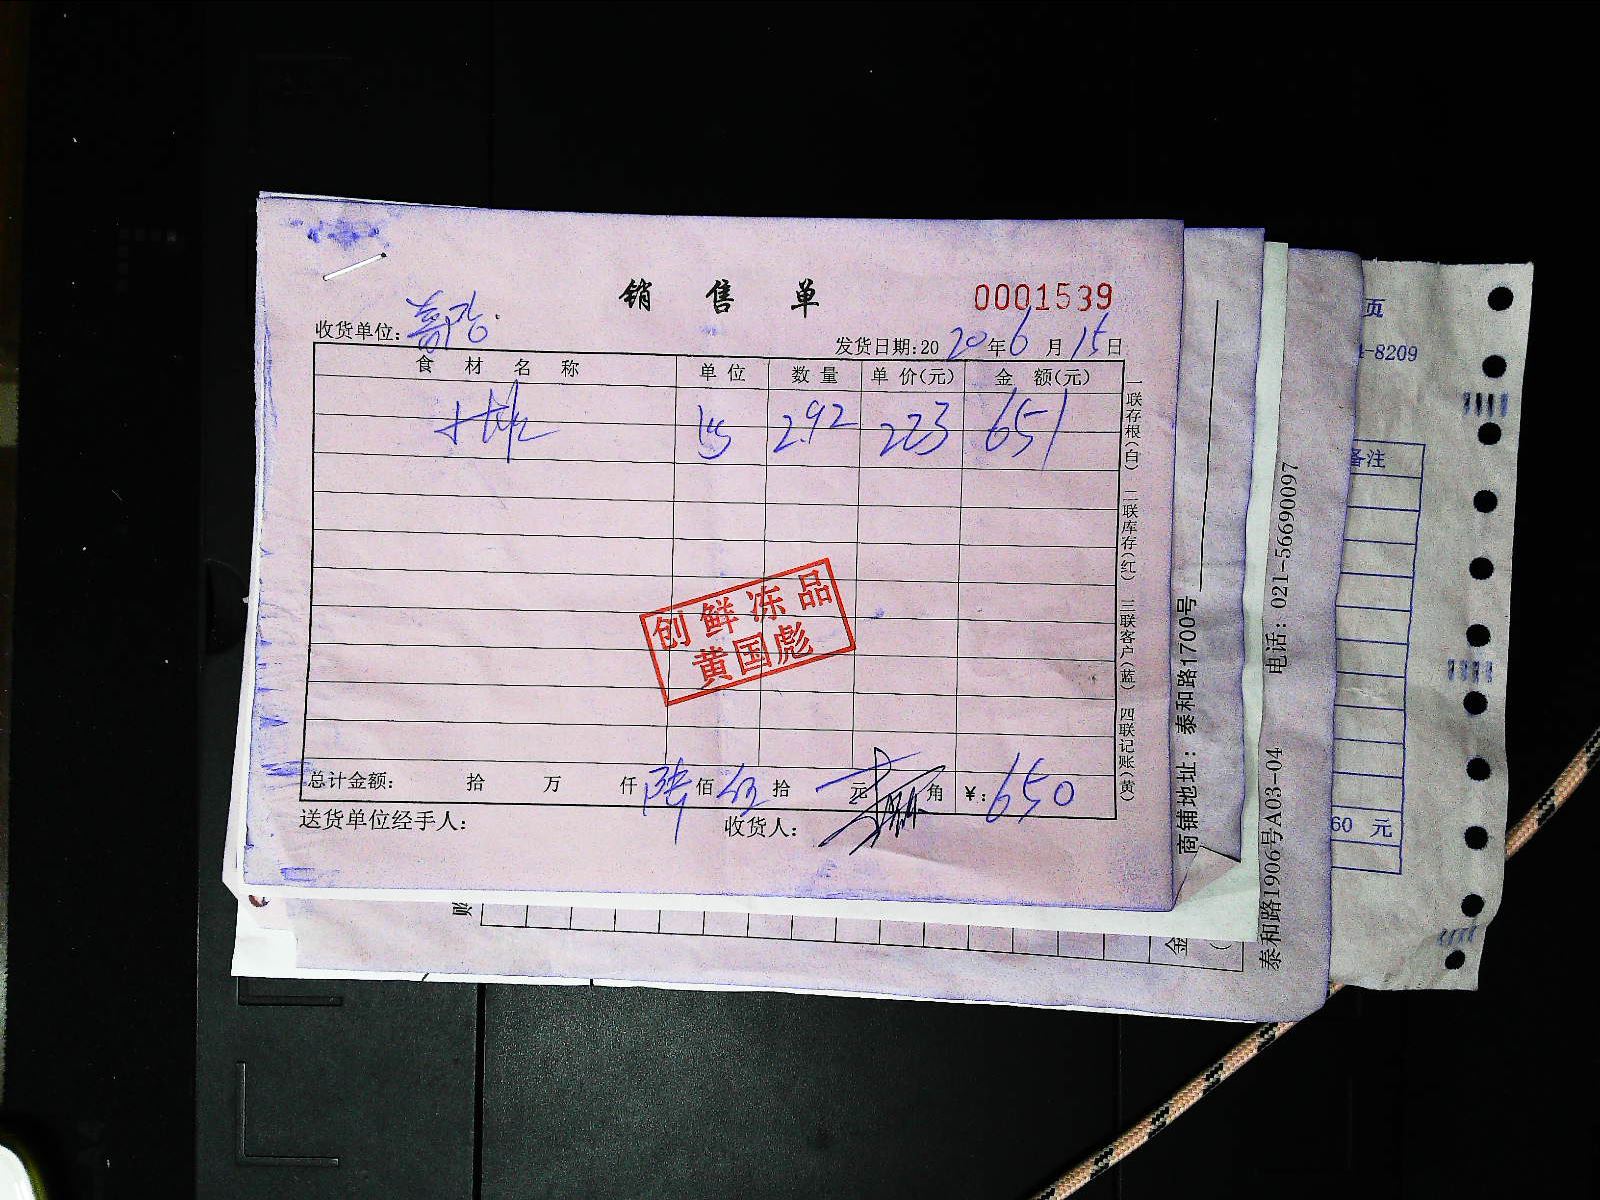 销售单
0001539
收货单位:
发货日期:2020年6月15日
食材名称 单位 数量 单价(元) 金额(元)
2.92 223 651
创鲜冻品
黄国彪
总计金额: 拾 万 仟 陆 佰 伍 拾 元 角 ¥:650
送货单位经手人: 收货人:
一联存根(白) 二联库存(红) 三联客户(蓝) 四联记账(黄)
商铺地址:泰和路1700号
泰和路1906号A03-04 电话:021-56690097
页
-8209
备注
60 元
金